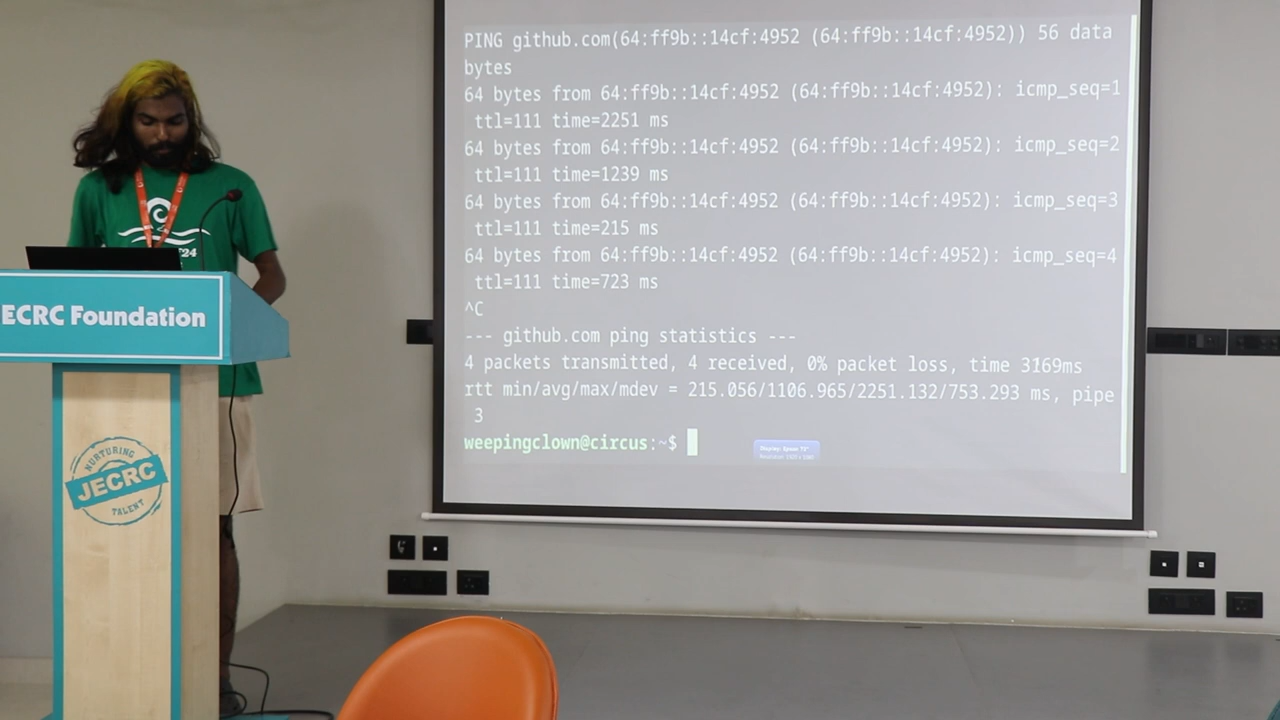 PING github.com(64:ff9b::14cf:4952 (64:ff9b::14cf:4952)) 56 data
bytes
64 bytes from 64:ff9b::14cf:4952 (64:ff9b::14cf:4952): icmp_seq=1
ttl=111 time=2251 ms
64 bytes from 64:ff9b::14cf:4952 (64:ff9b::14cf:4952): icmp_seq=2
ttl=111 time=1239 ms
64 bytes from 64:ff9b::14cf:4952 (64:ff9b::14cf:4952): icmp_seq=3
ttl=111 time=215 ms
64 bytes from 64:ff9b::14cf:4952 (64:ff9b::14cf:4952): icmp_seq=4
ttl=111 time=723 ms
^C
--- github.com ping statistics ---
4 packets transmitted, 4 received, 0% packet loss, time 3169ms
rtt min/avg/max/mdev = 215.056/1106.965/2251.132/753.293 ms, pipe
3
weepingclown@circus:~$
ECRC Foundation
NURTURING
JECRC
TALENT